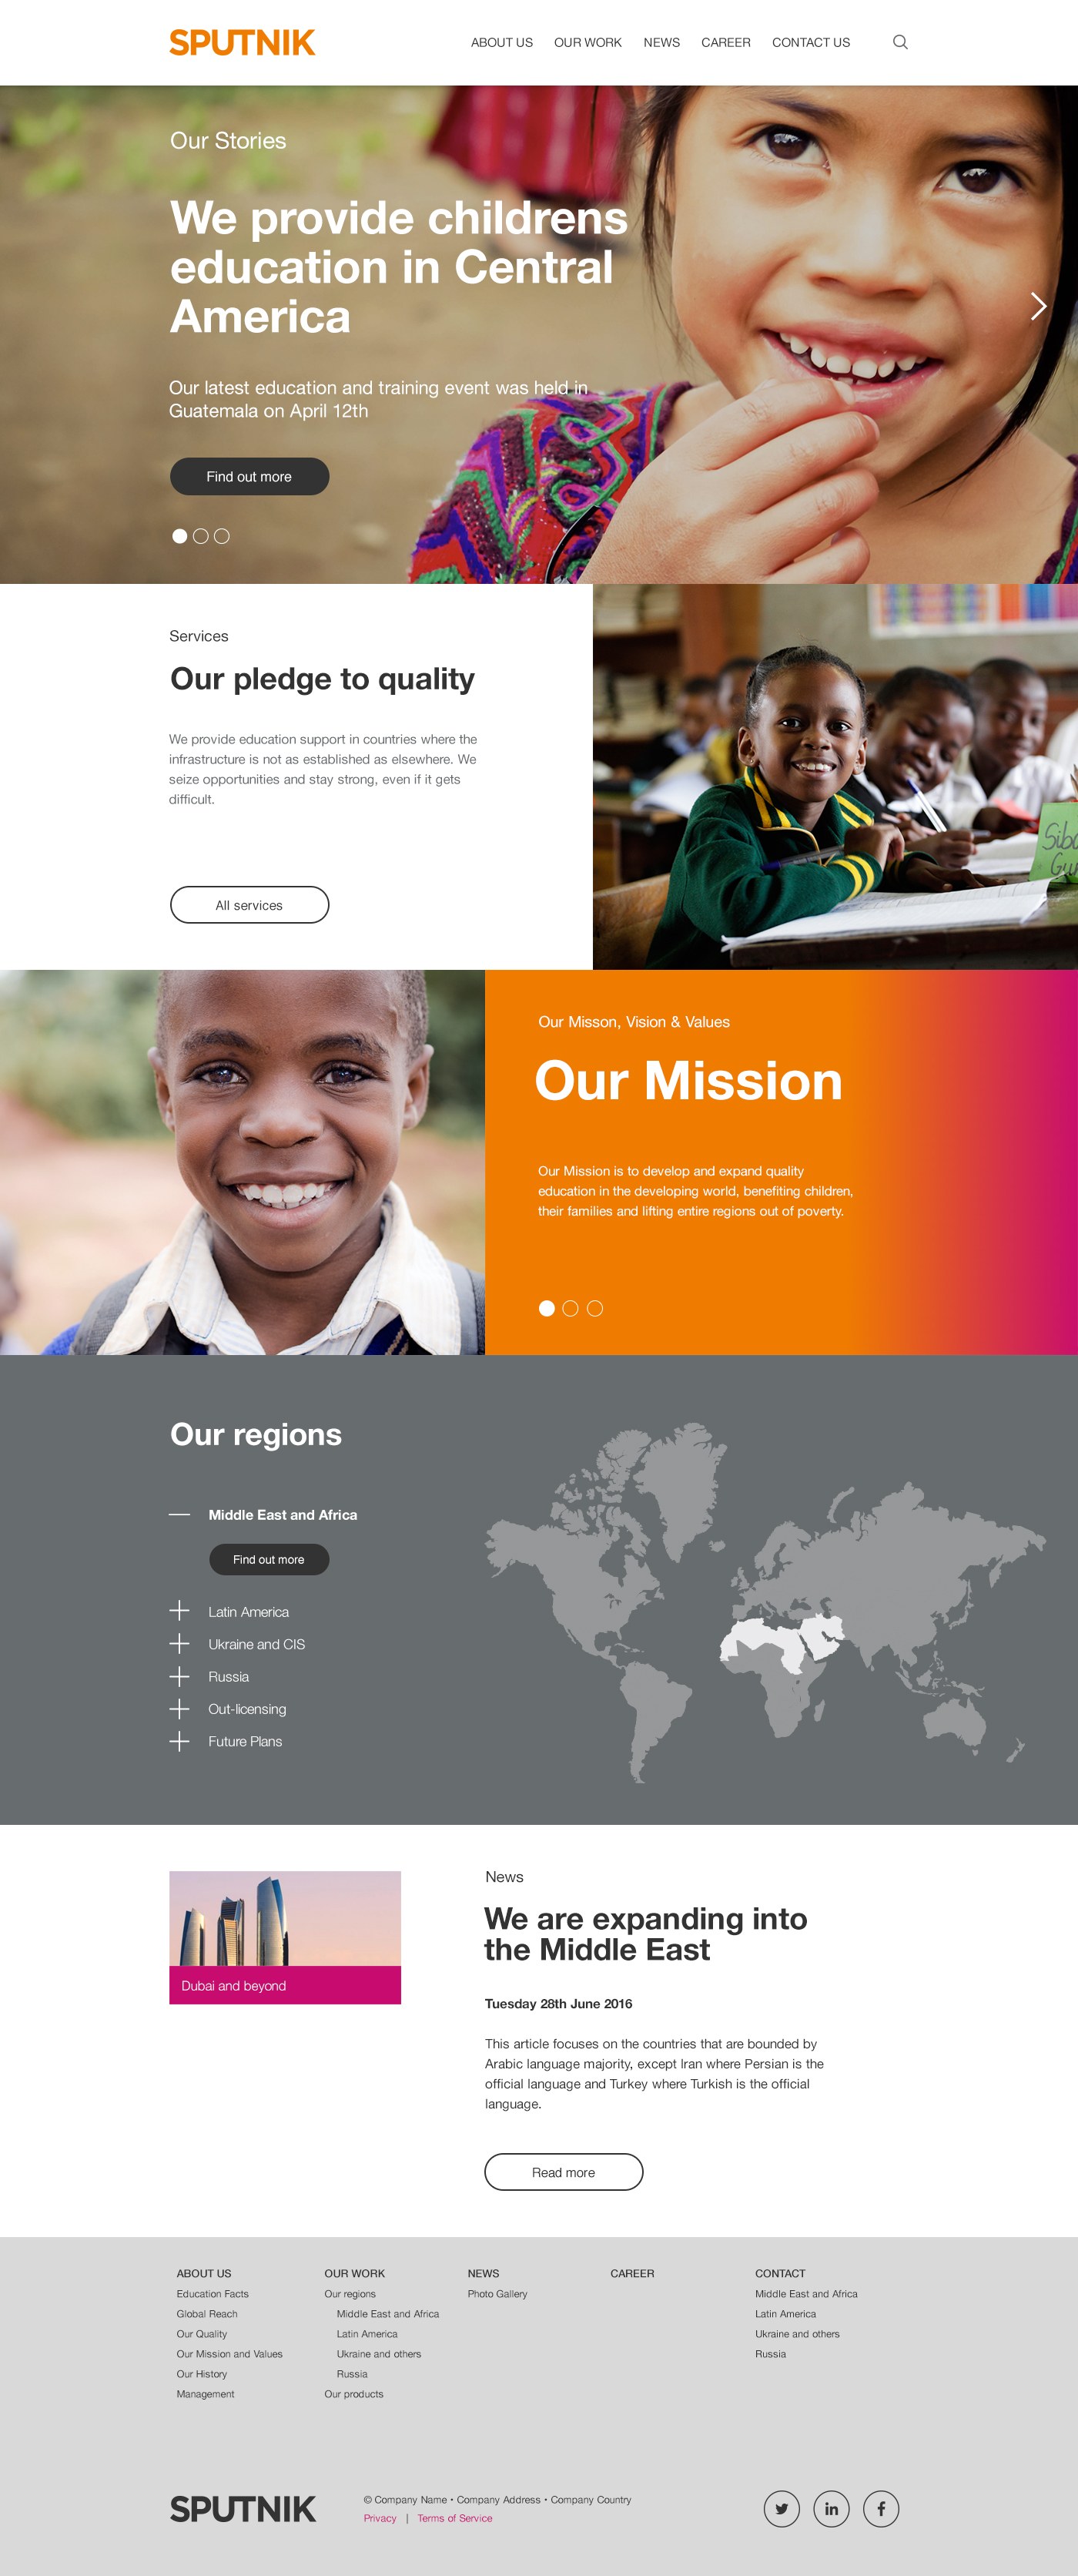 SPUTNIK
ABOUT US
OUR WORK
NEWS
CAREER
CONTACT US
Our Stories
We provide childrens
education in Central
America
Our latest education and training event was held in
Guatemala on April 12th
Find out more
Services
Our pledge to quality
We provide education support in countries where the
infrastructure is not as established as elsewhere. We
seize opportunities and stay strong, even if it gets
difficult.
All services
Our Misson, Vision & Values
Our Mission
Our Mission is to develop and expand quality
education in the developing world, benefiting children,
their families and lifting entire regions out of poverty.
Our regions
Middle East and Africa
Find out more
Latin America
Ukraine and CIS
Russia
Out-licensing
Future Plans
Dubai and beyond
News
We are expanding into
the Middle East
Tuesday 28th June 2016
This article focuses on the countries that are bounded by
Arabic language majority, except Iran where Persian is the
official language and Turkey where Turkish is the official
language.
Read more
ABOUT US
Education Facts
Global Reach
Our Quality
Our Mission and Values
Our History
Management
OUR WORK
Our regions
Middle East and Africa
Latin America
Ukraine and others
Russia
Our products
NEWS
Photo Gallery
CAREER
CONTACT
Middle East and Africa
Latin America
Ukraine and others
Russia
SPUTNIK
© Company Name • Company Address • Company Country
Privacy | Terms of Service